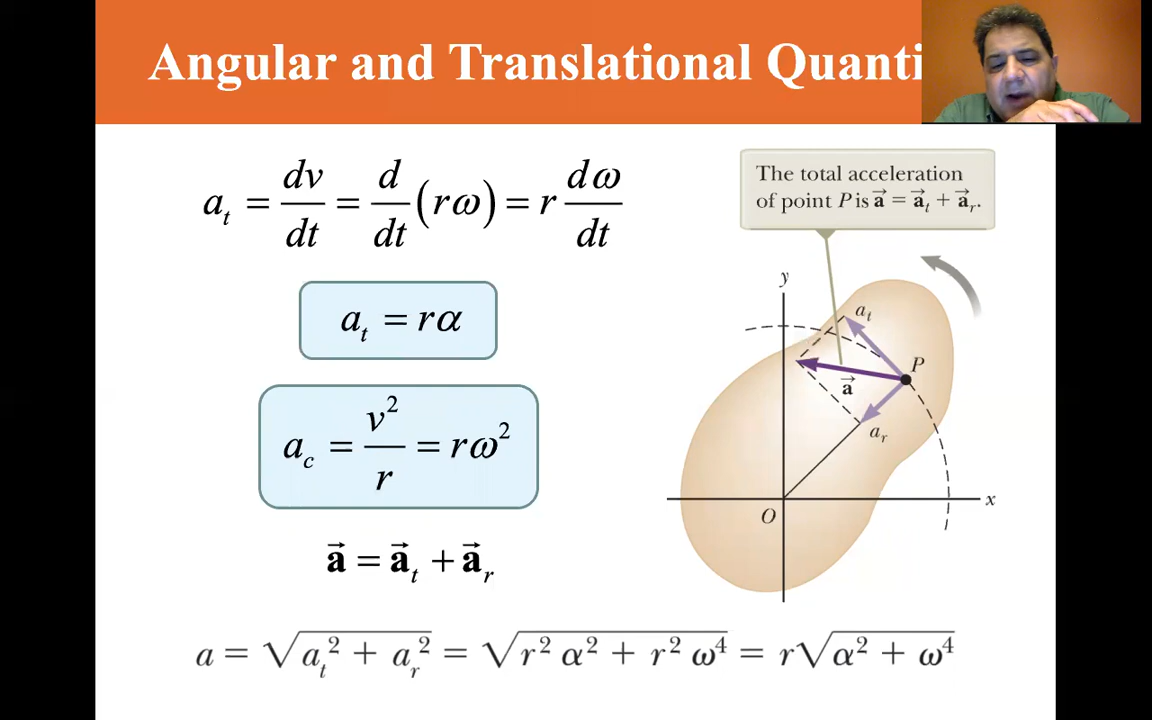 Angular and Translational Quanti
a_t = dv/dt = d/dt (rω) = r dω/dt
a_t = rα
a_c = v²/r = rω²
a⃗ = a⃗_t + a⃗_r
a = √(a_t² + a_r²) = √(r² α² + r² ω⁴) = r√(α² + ω⁴)
The total acceleration
of point P is a⃗ = a⃗_t + a⃗_r.
y
a_t
P
a⃗
a_r
x
O